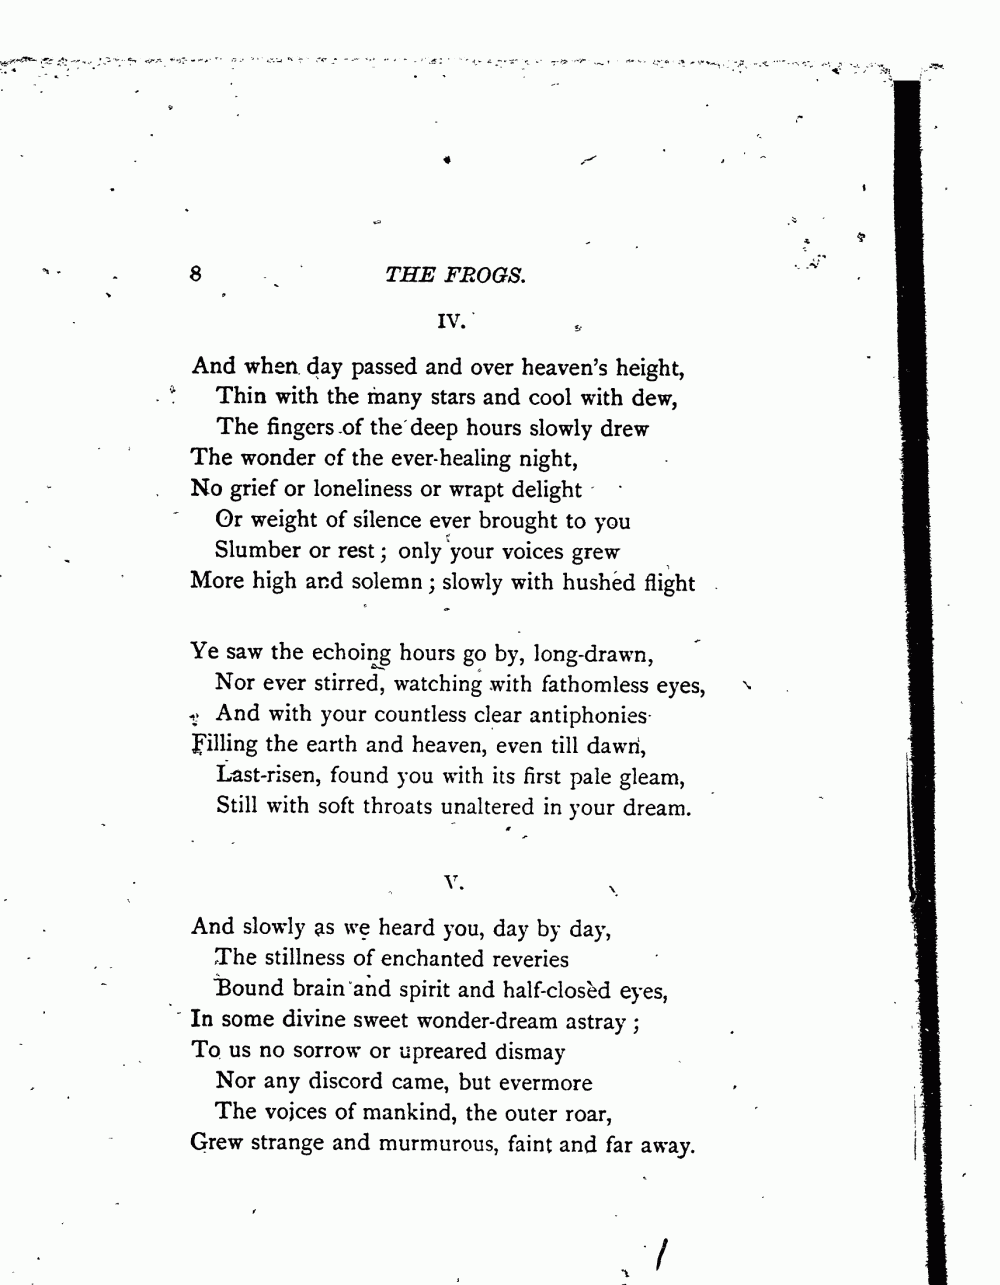 8 THE FROGS.
IV.
And when day passed and over heaven's height,
Thin with the many stars and cool with dew,
The fingers of the deep hours slowly drew
The wonder of the ever-healing night,
No grief or loneliness or wrapt delight
Or weight of silence ever brought to you
Slumber or rest; only your voices grew
More high and solemn; slowly with hushed flight
Ye saw the echoing hours go by, long-drawn,
Nor ever stirred, watching with fathomless eyes,
And with your countless clear antiphonies
Filling the earth and heaven, even till dawn,
Last-risen, found you with its first pale gleam,
Still with soft throats unaltered in your dream.
V.
And slowly as we heard you, day by day,
The stillness of enchanted reveries
Bound brain and spirit and half-closèd eyes,
In some divine sweet wonder-dream astray;
To us no sorrow or upreared dismay
Nor any discord came, but evermore
The voices of mankind, the outer roar,
Grew strange and murmurous, faint and far away.